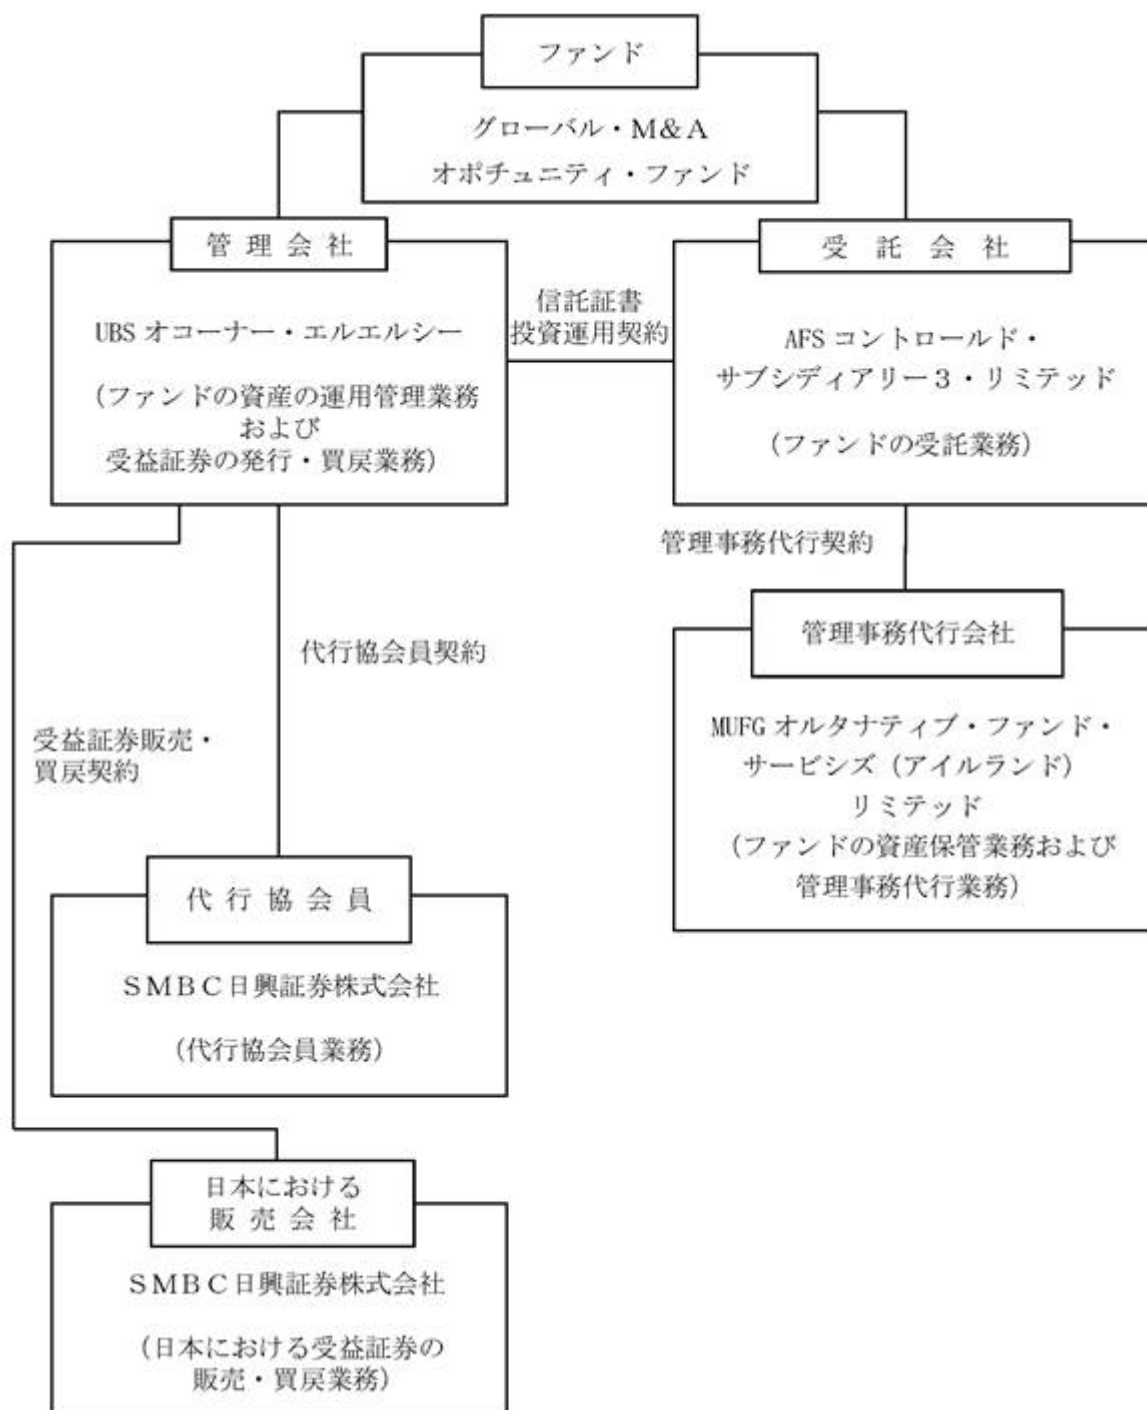 ファンド
グローバル・M&A
オポチュニティ・ファンド
管理会社
UBS オコーナー・エルエルシー
(ファンドの資産の運用管理業務
および
受益証券の発行・買戻業務)
信託証書
投資運用契約
受託会社
AFS コントロールド・
サブシディアリー3・リミテッド
(ファンドの受託業務)
管理事務代行契約
管理事務代行会社
MUFG オルタナティブ・ファンド・
サービシズ(アイルランド)
リミテッド
(ファンドの資産保管業務および
管理事務代行業務)
代行協会員契約
受益証券販売・
買戻契約
代行協会員
SMBC日興証券株式会社
(代行協会員業務)
日本における
販売会社
SMBC日興証券株式会社
(日本における受益証券の
販売・買戻業務)